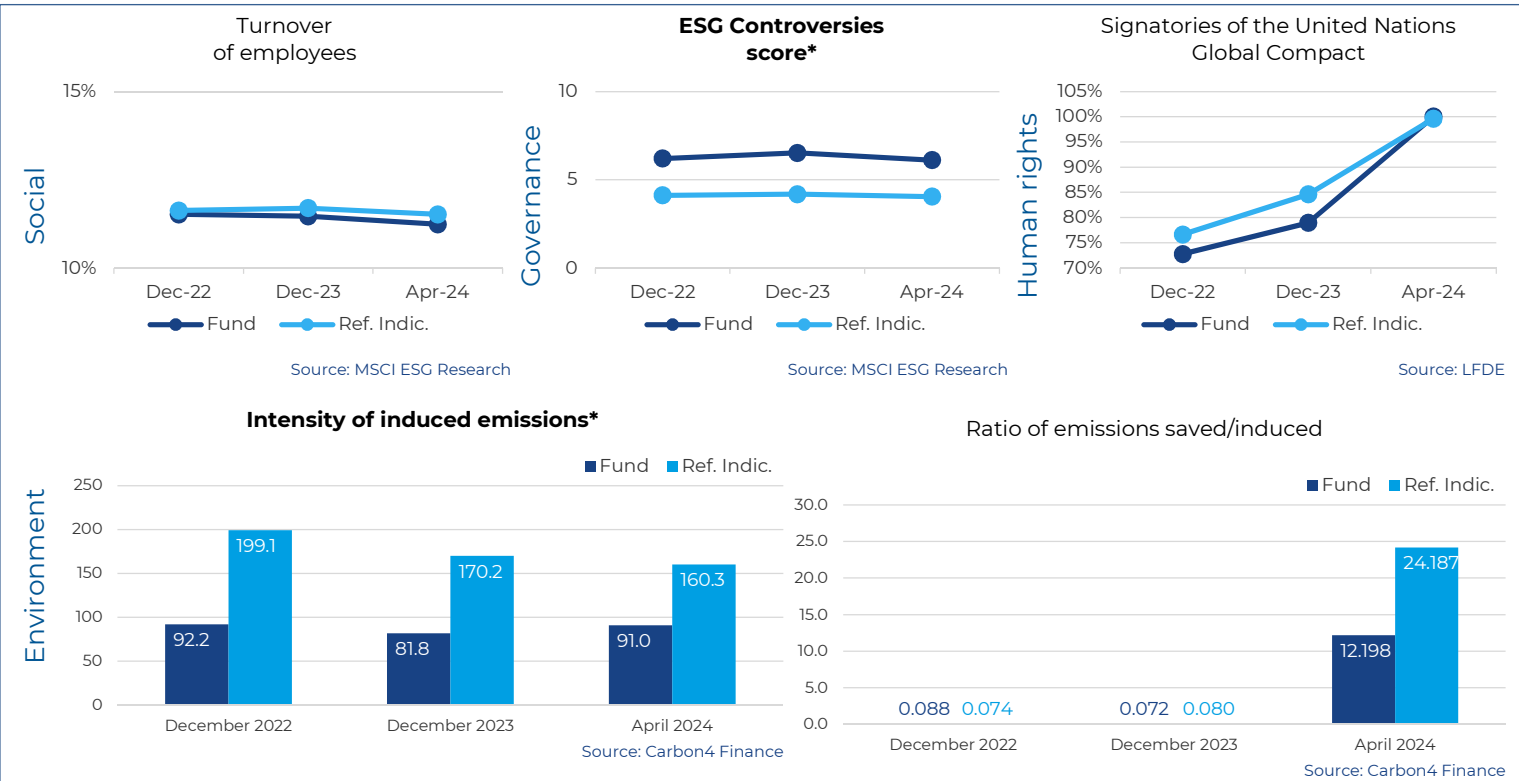 Turnover
of employees
15%
10%
Social
Dec-22 Dec-23 Apr-24
Fund Ref. Indic.
Source: MSCI ESG Research
ESG Controversies
score*
10
5
0
Governance
Dec-22 Dec-23 Apr-24
Fund Ref. Indic.
Source: MSCI ESG Research
Signatories of the United Nations
Global Compact
105%
100%
95%
90%
85%
80%
75%
70%
Human rights
Dec-22 Dec-23 Apr-24
Fund Ref. Indic.
Source: LFDE
Intensity of induced emissions*
Fund Ref. Indic.
Environment
250
200
150
100
50
0
92.2 199.1
81.8 170.2
91.0 160.3
December 2022 December 2023 April 2024
Source: Carbon4 Finance
Ratio of emissions saved/induced
Fund Ref. Indic.
30.0
25.0
20.0
15.0
10.0
5.0
0.0
0.088 0.074
0.072 0.080
12.198 24.187
December 2022 December 2023 April 2024
Source: Carbon4 Finance